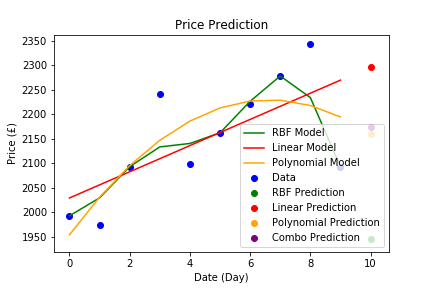 Price Prediction
2350
2300
2250
2200
2150
2100
2050
2000
1950
Price (£)
RBF Model
Linear Model
Polynomial Model
Data
RBF Prediction
Linear Prediction
Polynomial Prediction
Combo Prediction
0 2 4 6 8 10
Date (Day)